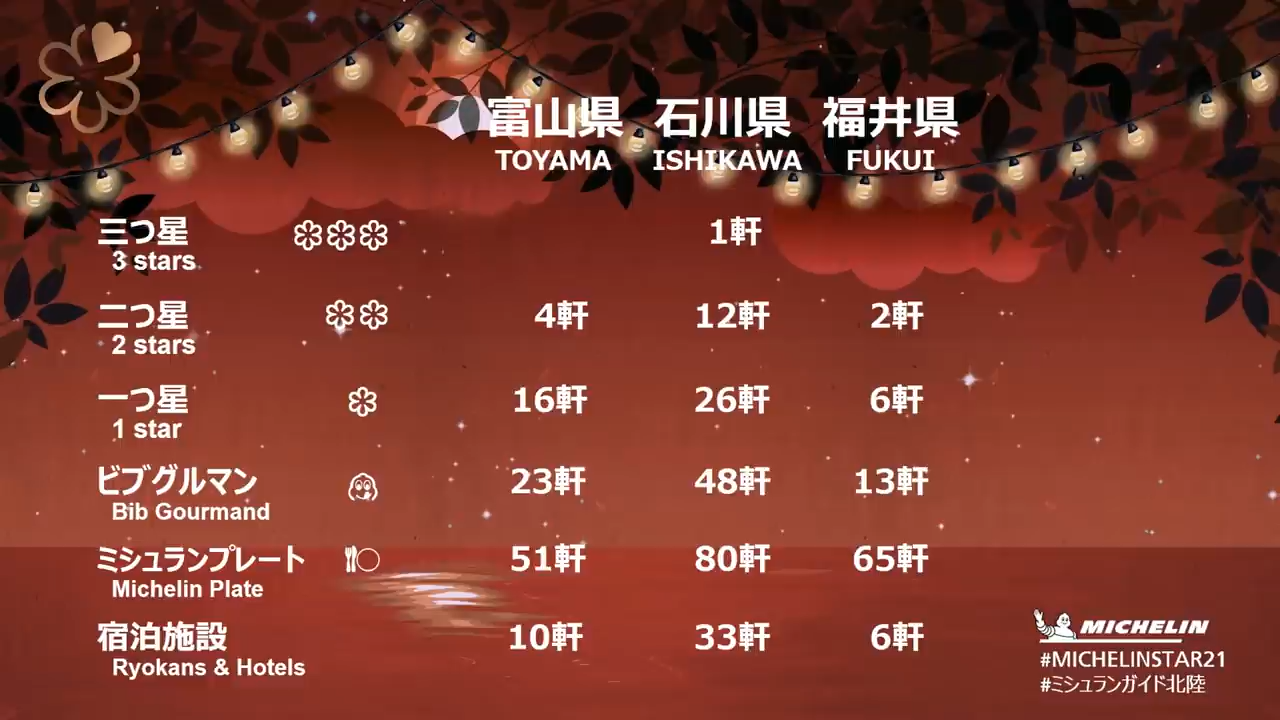 富山県 石川県 福井県
TOYAMA ISHIKAWA FUKUI
三つ星 1軒
3 stars
二つ星 4軒 12軒 2軒
2 stars
一つ星 16軒 26軒 6軒
1 star
ビブグルマン 23軒 48軒 13軒
Bib Gourmand
ミシュランプレート 51軒 80軒 65軒
Michelin Plate
宿泊施設 10軒 33軒 6軒
Ryokans & Hotels
MICHELIN
#MICHELINSTAR21
#ミシュランガイド北陸